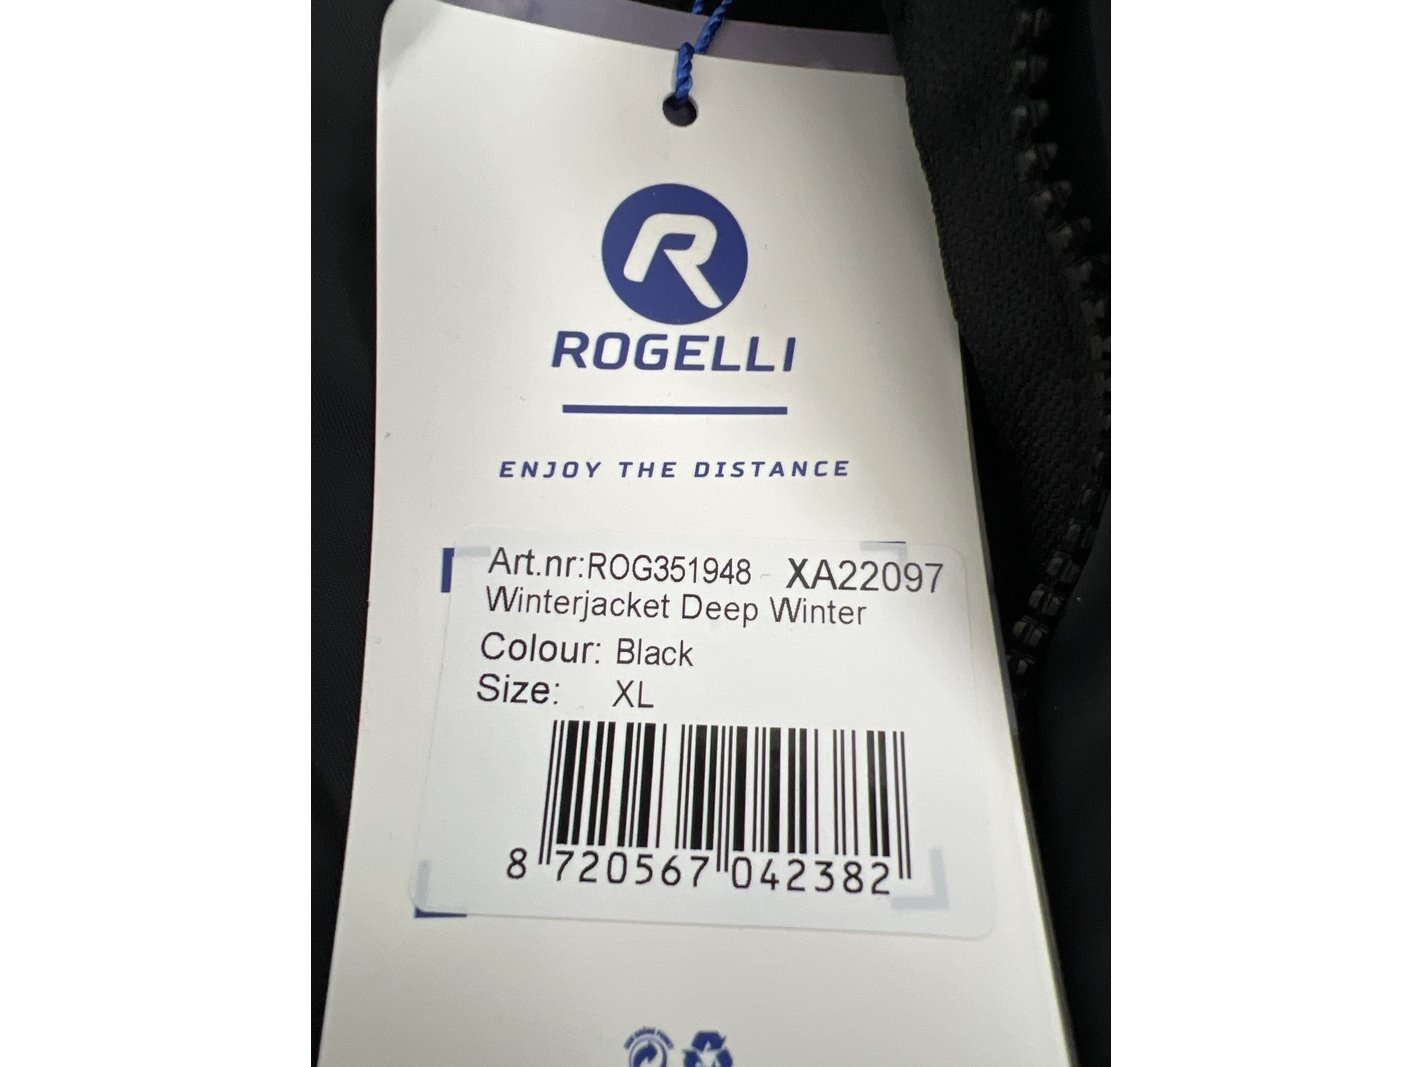 ROGELLI
ENJOY THE DISTANCE
Art.nr:ROG351948 - XA22097
Winterjacket Deep Winter
Colour: Black
Size: XL
8 720567 042382